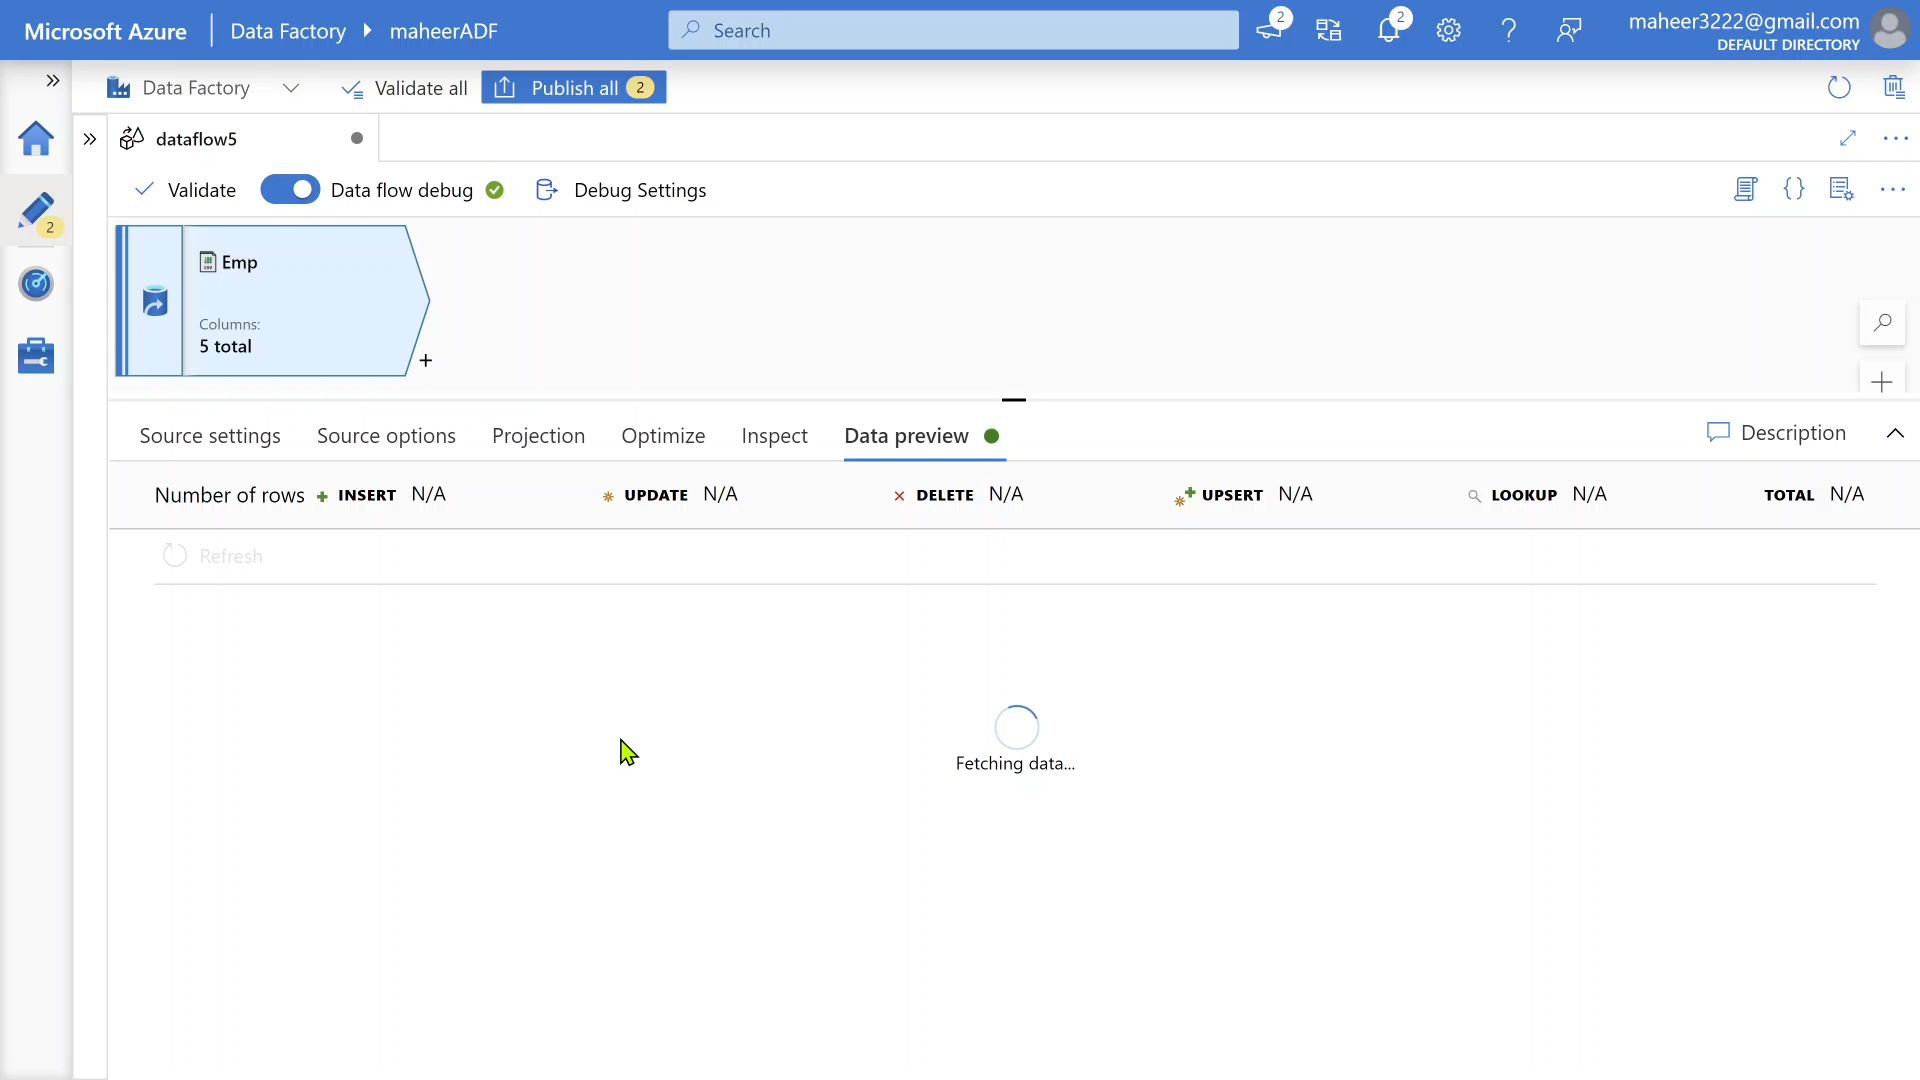 Microsoft Azure Data Factory maheerADF Search 2 2 maheer3222@gmail.com
DEFAULT DIRECTORY
Data Factory Validate all Publish all 2
dataflow5
Validate Data flow debug Debug Settings
2
Emp
Columns:
5 total
Source settings Source options Projection Optimize Inspect Data preview Description
Number of rows INSERT N/A UPDATE N/A DELETE N/A UPSERT N/A LOOKUP N/A TOTAL N/A
Refresh
Fetching data...